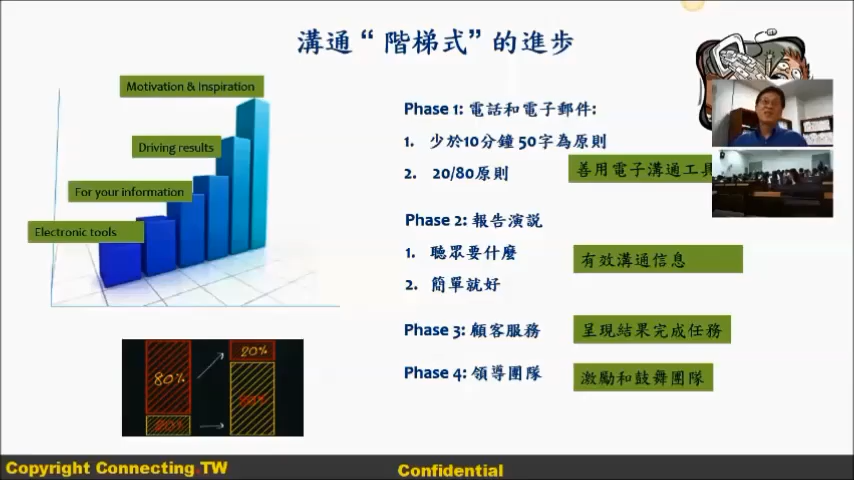 溝通“階梯式”的進步
Motivation & Inspiration
Driving results
For your information
Electronic tools
Phase 1: 電話和電子郵件:
1. 少於10分鐘 50字為原則
2. 20/80原則
善用電子溝通工具
Phase 2: 報告演説
1. 聽眾要什麼
2. 簡單就好
有效溝通信息
Phase 3: 顧客服務
呈現結果完成任務
Phase 4: 領導團隊
激勵和鼓舞團隊
80%
20%
20%
80%
Copyright Connecting.TW
Confidential